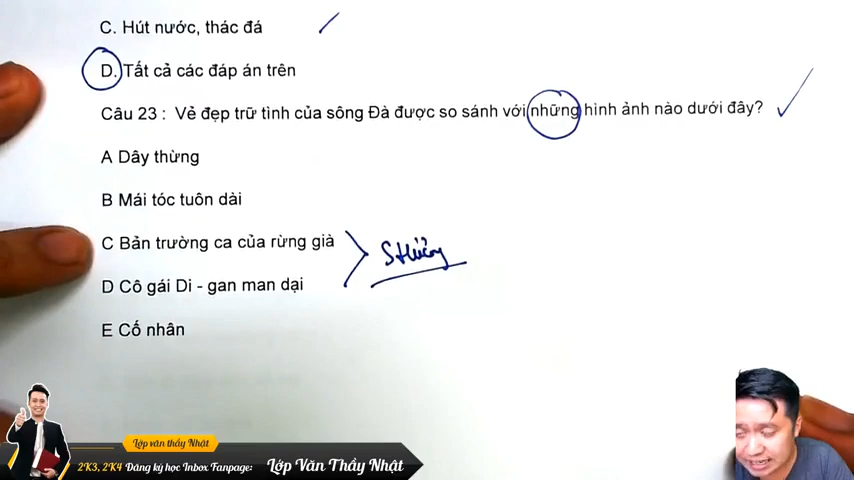 C. Hút nước, thác đá
D. Tất cả các đáp án trên
Câu 23 : Vẻ đẹp trữ tình của sông Đà được so sánh với những hình ảnh nào dưới đây?
A Dây thừng
B Mái tóc tuôn dài
C Bản trường ca của rừng già
S Hương
D Cô gái Di - gan man dại
E Cố nhân
Lớp văn thầy Nhật
2K3, 2K4 Đăng ký học Inbox Fanpage: Lớp Văn Thầy Nhật